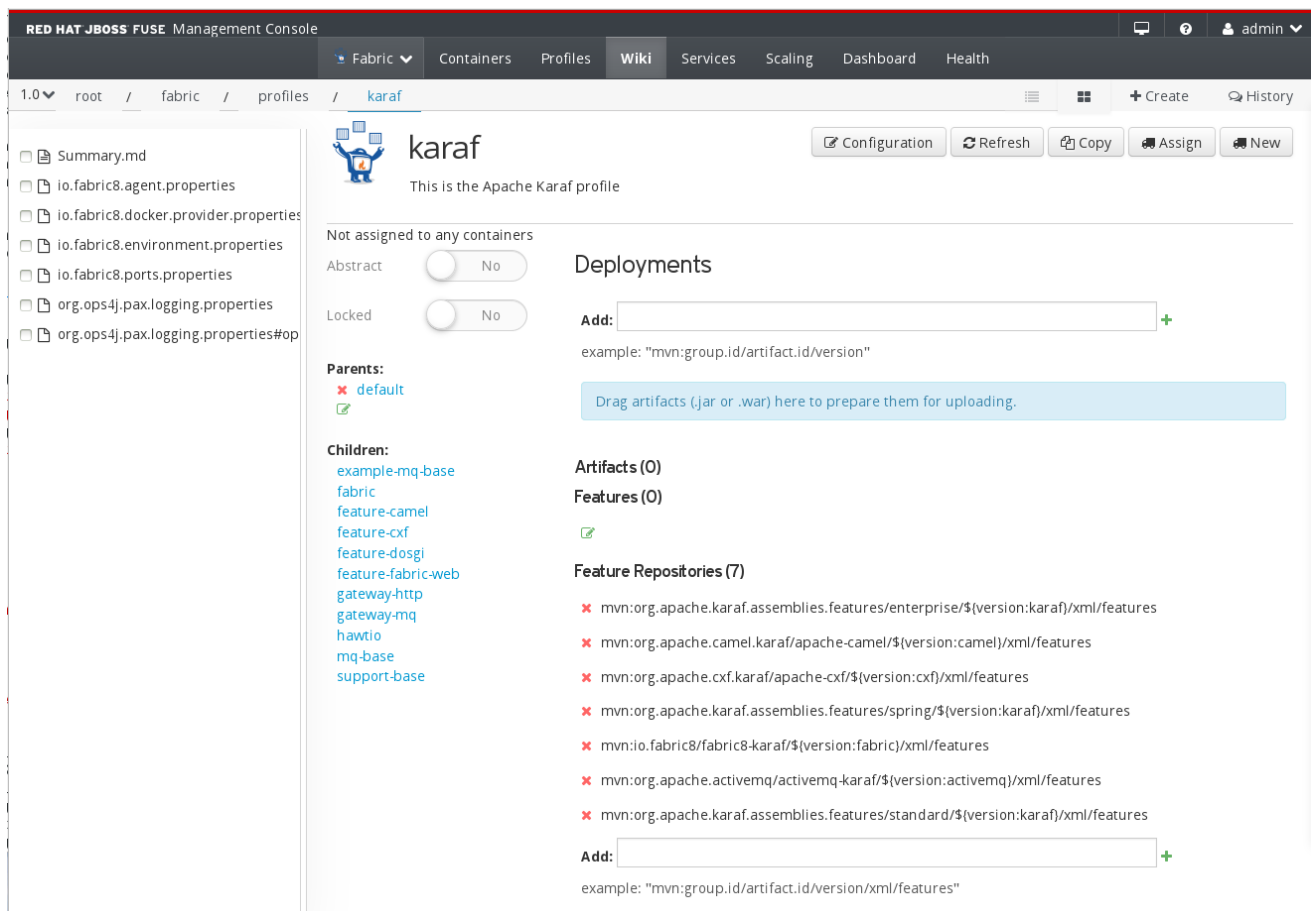 RED HAT JBOSS FUSE Management Console
admin
Fabric Containers Profiles Wiki Services Scaling Dashboard Health
1.0 root / fabric / profiles / karaf
Create History
Summary.md
io.fabric8.agent.properties
io.fabric8.docker.provider.properties
io.fabric8.environment.properties
io.fabric8.ports.properties
org.ops4j.pax.logging.properties
org.ops4j.pax.logging.properties#op
karaf
Configuration Refresh Copy Assign New
This is the Apache Karaf profile
Not assigned to any containers
Abstract No
Locked No
Parents:
default
Children:
example-mq-base
fabric
feature-camel
feature-cxf
feature-dosgi
feature-fabric-web
gateway-http
gateway-mq
hawtio
mq-base
support-base
Deployments
Add:
example: "mvn:group.id/artifact.id/version"
Drag artifacts (.jar or .war) here to prepare them for uploading.
Artifacts (0)
Features (0)
Feature Repositories (7)
mvn:org.apache.karaf.assemblies.features/enterprise/${version:karaf}/xml/features
mvn:org.apache.camel.karaf/apache-camel/${version:camel}/xml/features
mvn:org.apache.cxf.karaf/apache-cxf/${version:cxf}/xml/features
mvn:org.apache.karaf.assemblies.features/spring/${version:karaf}/xml/features
mvn:io.fabric8/fabric8-karaf/${version:fabric}/xml/features
mvn:org.apache.activemq/activemq-karaf/${version:activemq}/xml/features
mvn:org.apache.karaf.assemblies.features/standard/${version:karaf}/xml/features
Add:
example: "mvn:group.id/artifact.id/version/xml/features"